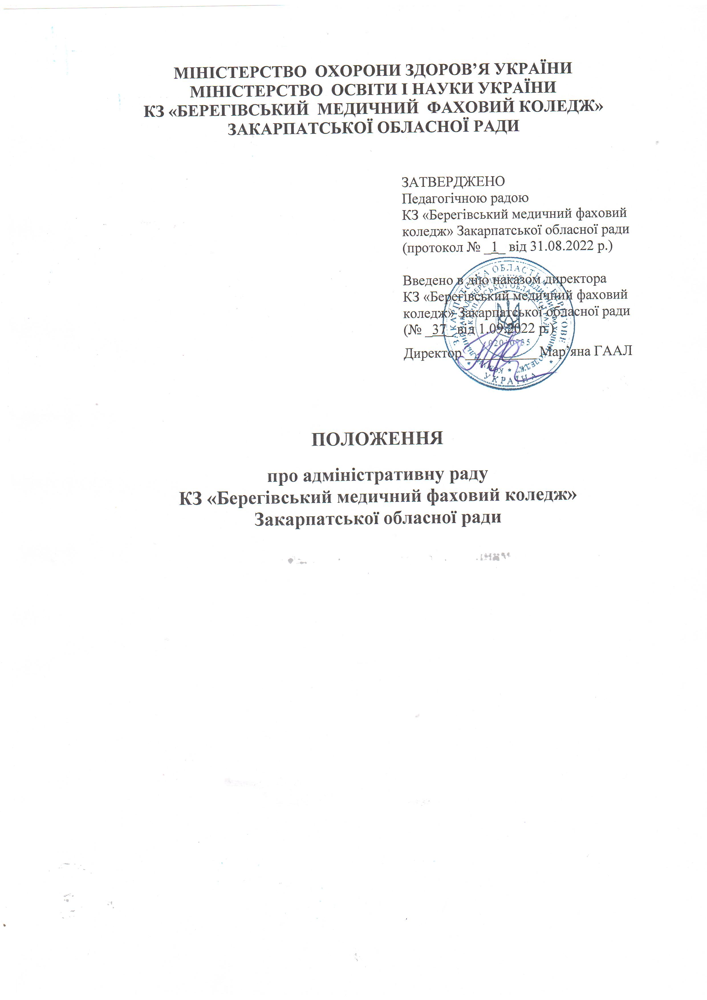 МІНІСТЕРСТВО ОХОРОНИ ЗДОРОВ’Я УКРАЇНИ
МІНІСТЕРСТВО ОСВІТИ І НАУКИ УКРАЇНИ
КЗ «БЕРЕГІВСЬКИЙ МЕДИЧНИЙ ФАХОВИЙ КОЛЕДЖ»
ЗАКАРПАТСЬКОЇ ОБЛАСНОЇ РАДИ
ЗАТВЕРДЖЕНО
Педагогічною радою
КЗ «Берегівський медичний фаховий
коледж» Закарпатської обласної ради
(протокол № _1_ від 31.08.2022 р.)
Введено в дію наказом директора
КЗ «Берегівський медичний фаховий
коледж» Закарпатської обласної ради
(№ _37_ від 1.09.2022 р.)
Директор __________ Мар’яна ГААЛ
ЗАКАРПАТСЬКА ОБЛАСТЬ м. БЕРЕГОВЕ
УКРАЇНА
ПОЛОЖЕННЯ
про адміністративну раду
КЗ «Берегівський медичний фаховий коледж»
Закарпатської обласної ради